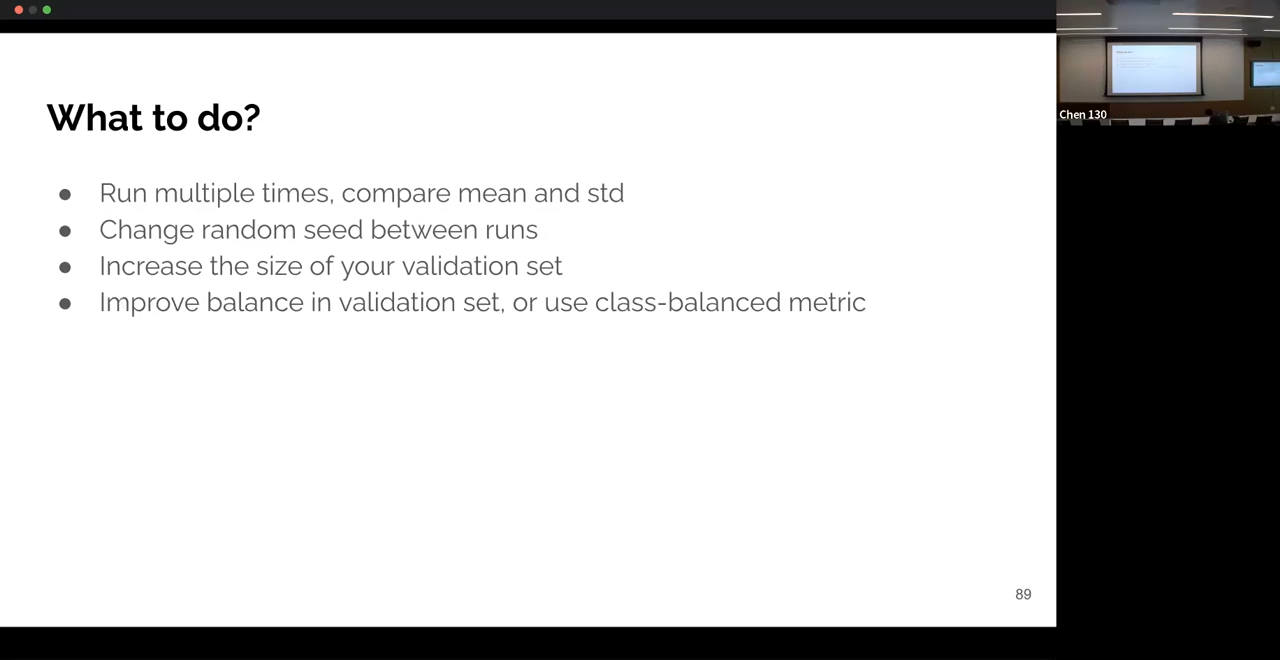 What to do?
● Run multiple times, compare mean and std
● Change random seed between runs
● Increase the size of your validation set
● Improve balance in validation set, or use class-balanced metric
89
Chen 130